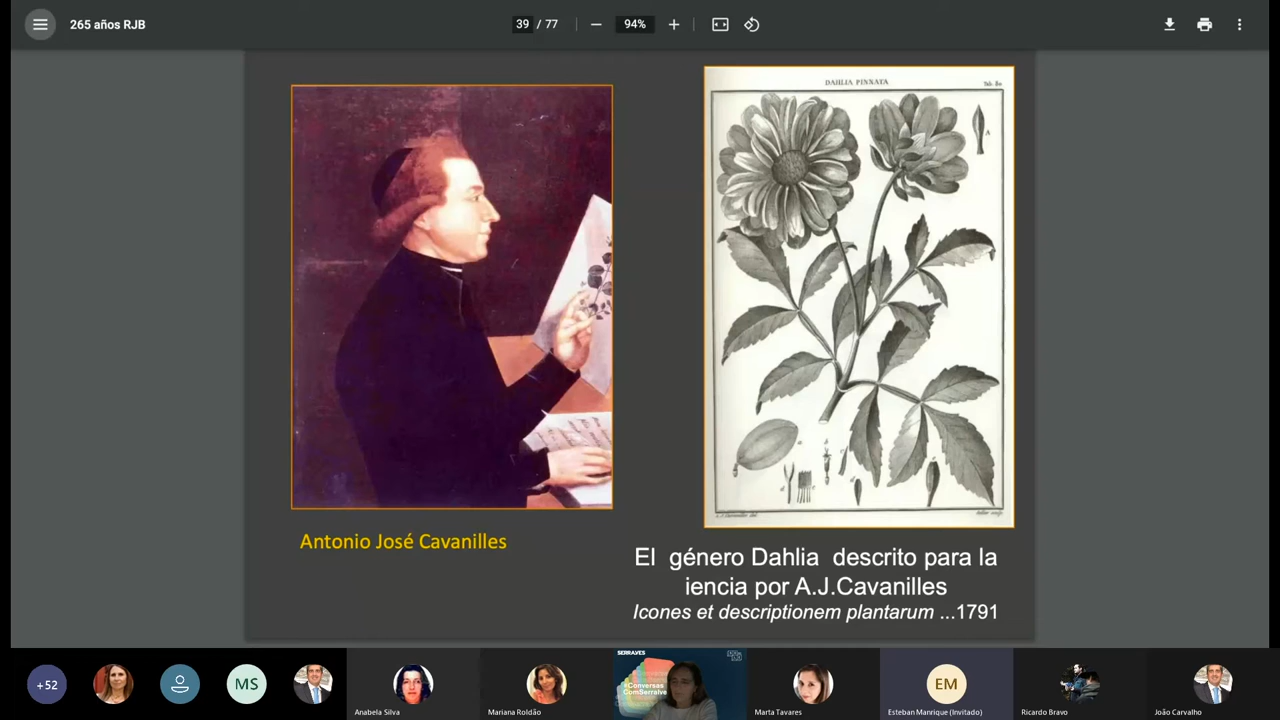 265 años RJB
39 / 77
94%
DAHLIA PINNATA
Tab. 80
Antonio José Cavanilles
El género Dahlia descrito para la
iencia por A.J.Cavanilles
Icones et descriptionem plantarum ...1791
+52
MS
SERRALVES
#Conversas
ComSerralve
EM
Anabela Silva
Mariana Roldão
Marta Tavares
Esteban Manrique (Invitado)
Ricardo Bravo
João Carvalho